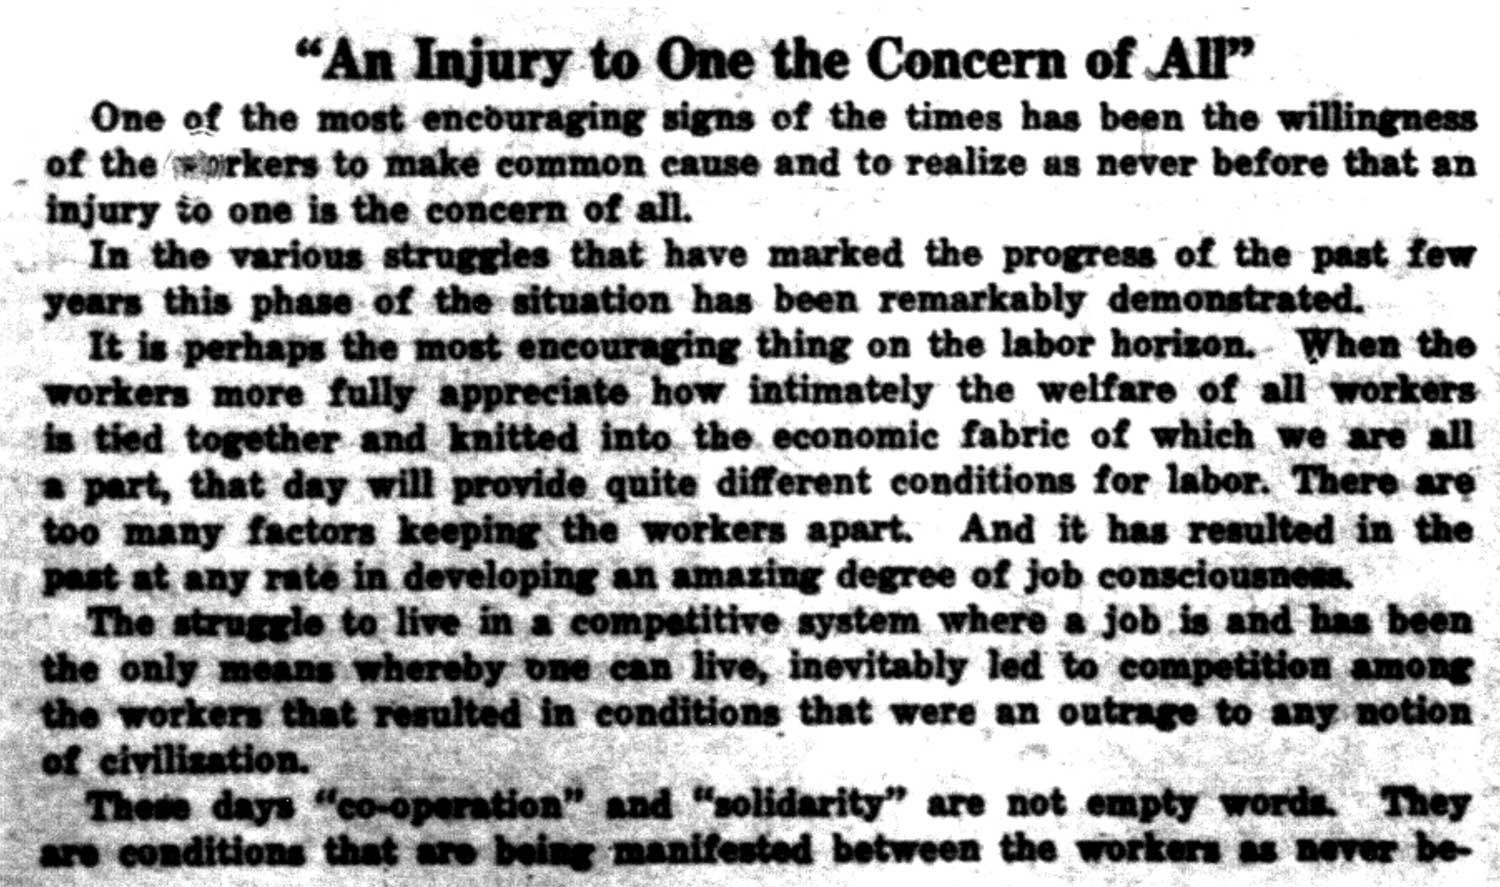 "An Injury to One the Concern of All"
One of the most encouraging signs of the times has been the willingness
of the workers to make common cause and to realize as never before that an
injury to one is the concern of all.
In the various struggles that have marked the progress of the past few
years this phase of the situation has been remarkably demonstrated.
It is perhaps the most encouraging thing on the labor horizon. When the
workers more fully appreciate how intimately the welfare of all workers
is tied together and knitted into the economic fabric of which we are all
a part, that day will provide quite different conditions for labor. There are
too many factors keeping the workers apart. And it has resulted in the
past at any rate in developing an amazing degree of job consciousness.
The struggle to live in a competitive system where a job is and has been
the only means whereby one can live, inevitably led to competition among
the workers that resulted in conditions that were an outrage to any notion
of civilization.
These days "co-operation" and "solidarity" are not empty words. They
are conditions that are being manifested between the workers as never be-